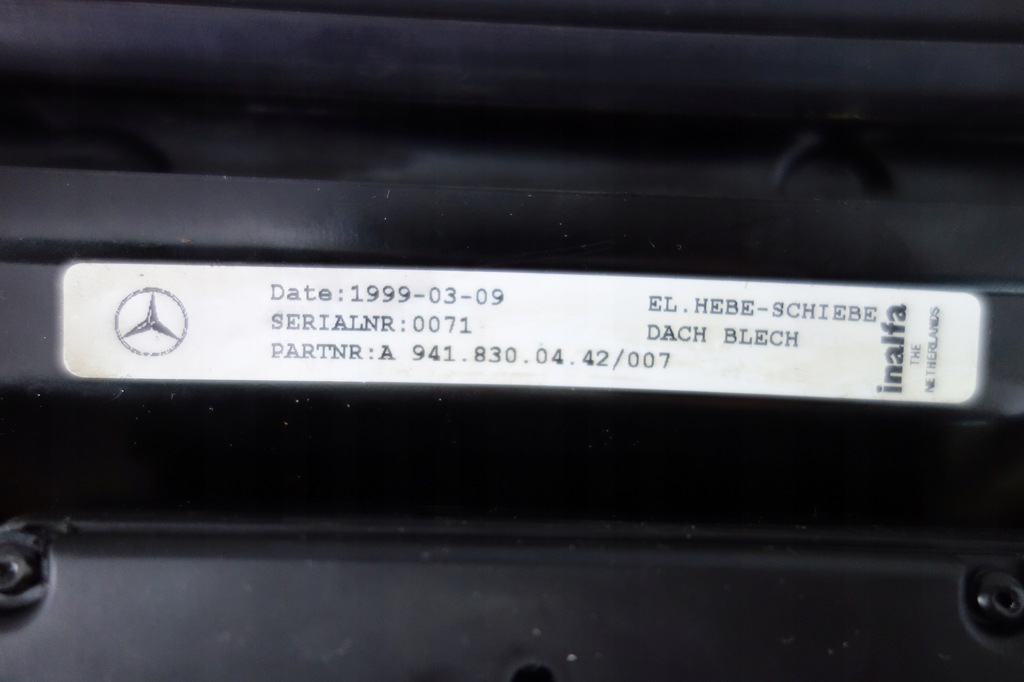 Date:1999-03-09
SERIALNR:0071
PARTNR:A 941.830.04.42/007
EL.HEBE-SCHIEBE
DACH BLECH
inalfa
THE
NETHERLANDS